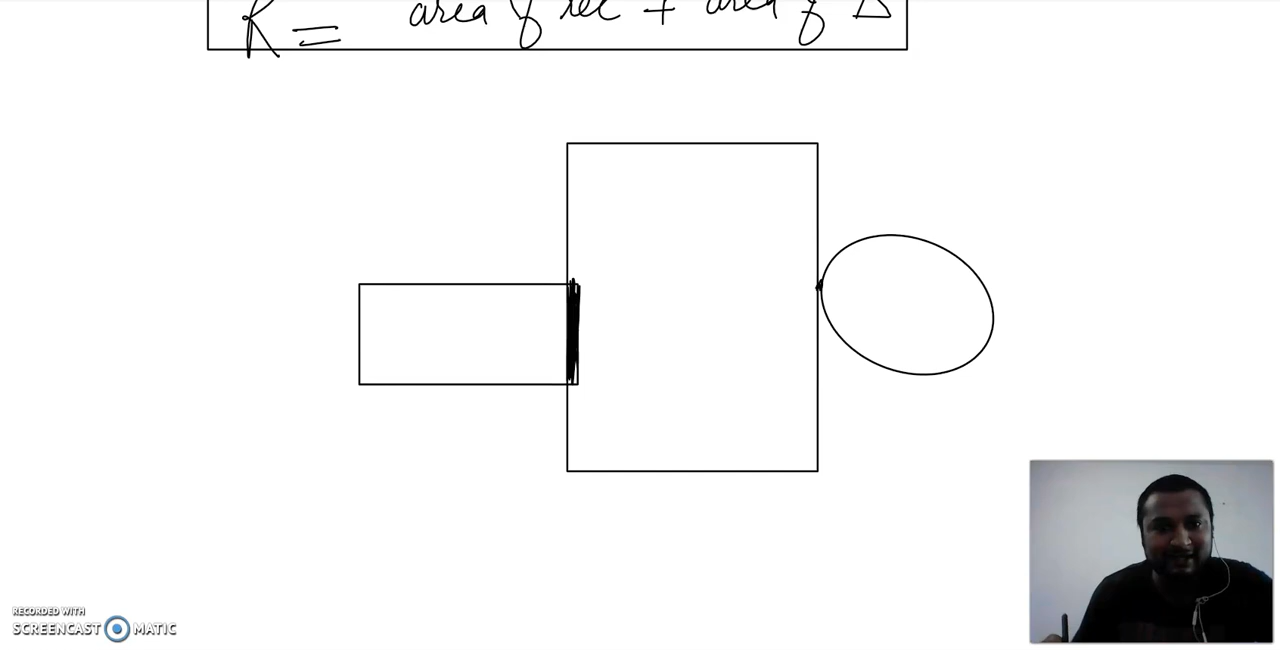 R = area of rec + area of Δ
RECORDED WITH
SCREENCAST MATIC